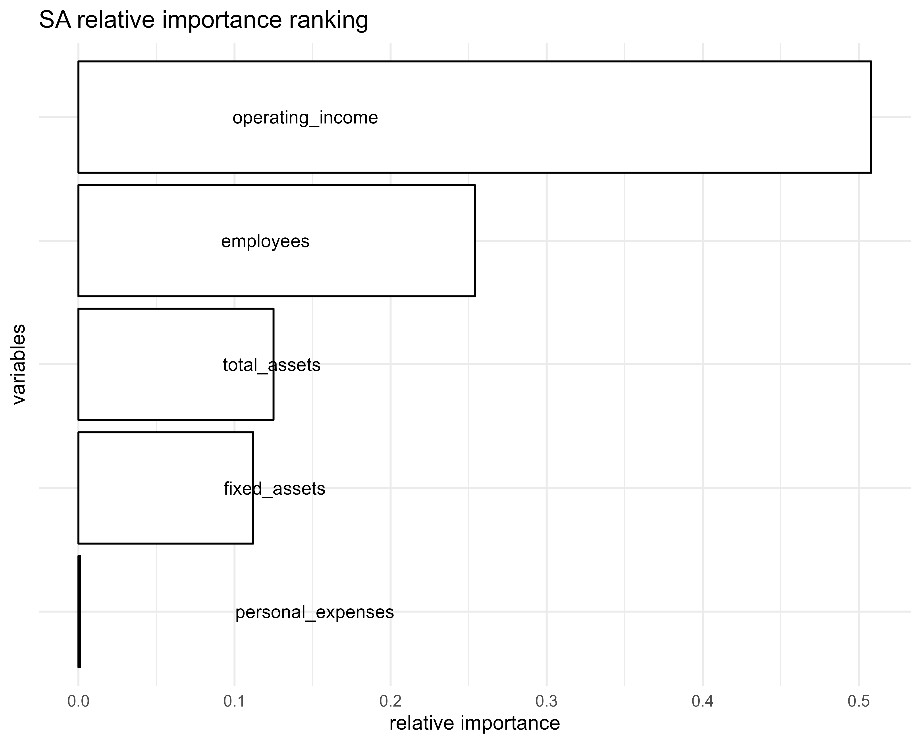 SA relative importance ranking
operating_income
employees
total_assets
fixed_assets
personal_expenses
variables
0.0 0.1 0.2 0.3 0.4 0.5
relative importance